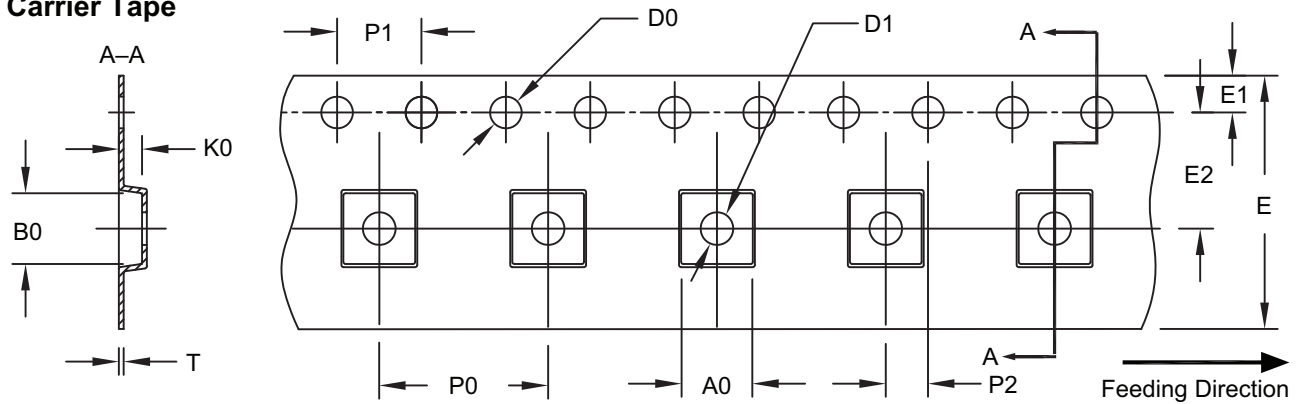 Carrier Tape
A–A
P1
D0
D1
A
E1
K0
E2
E
B0
T
P0
A0
A
P2
Feeding Direction